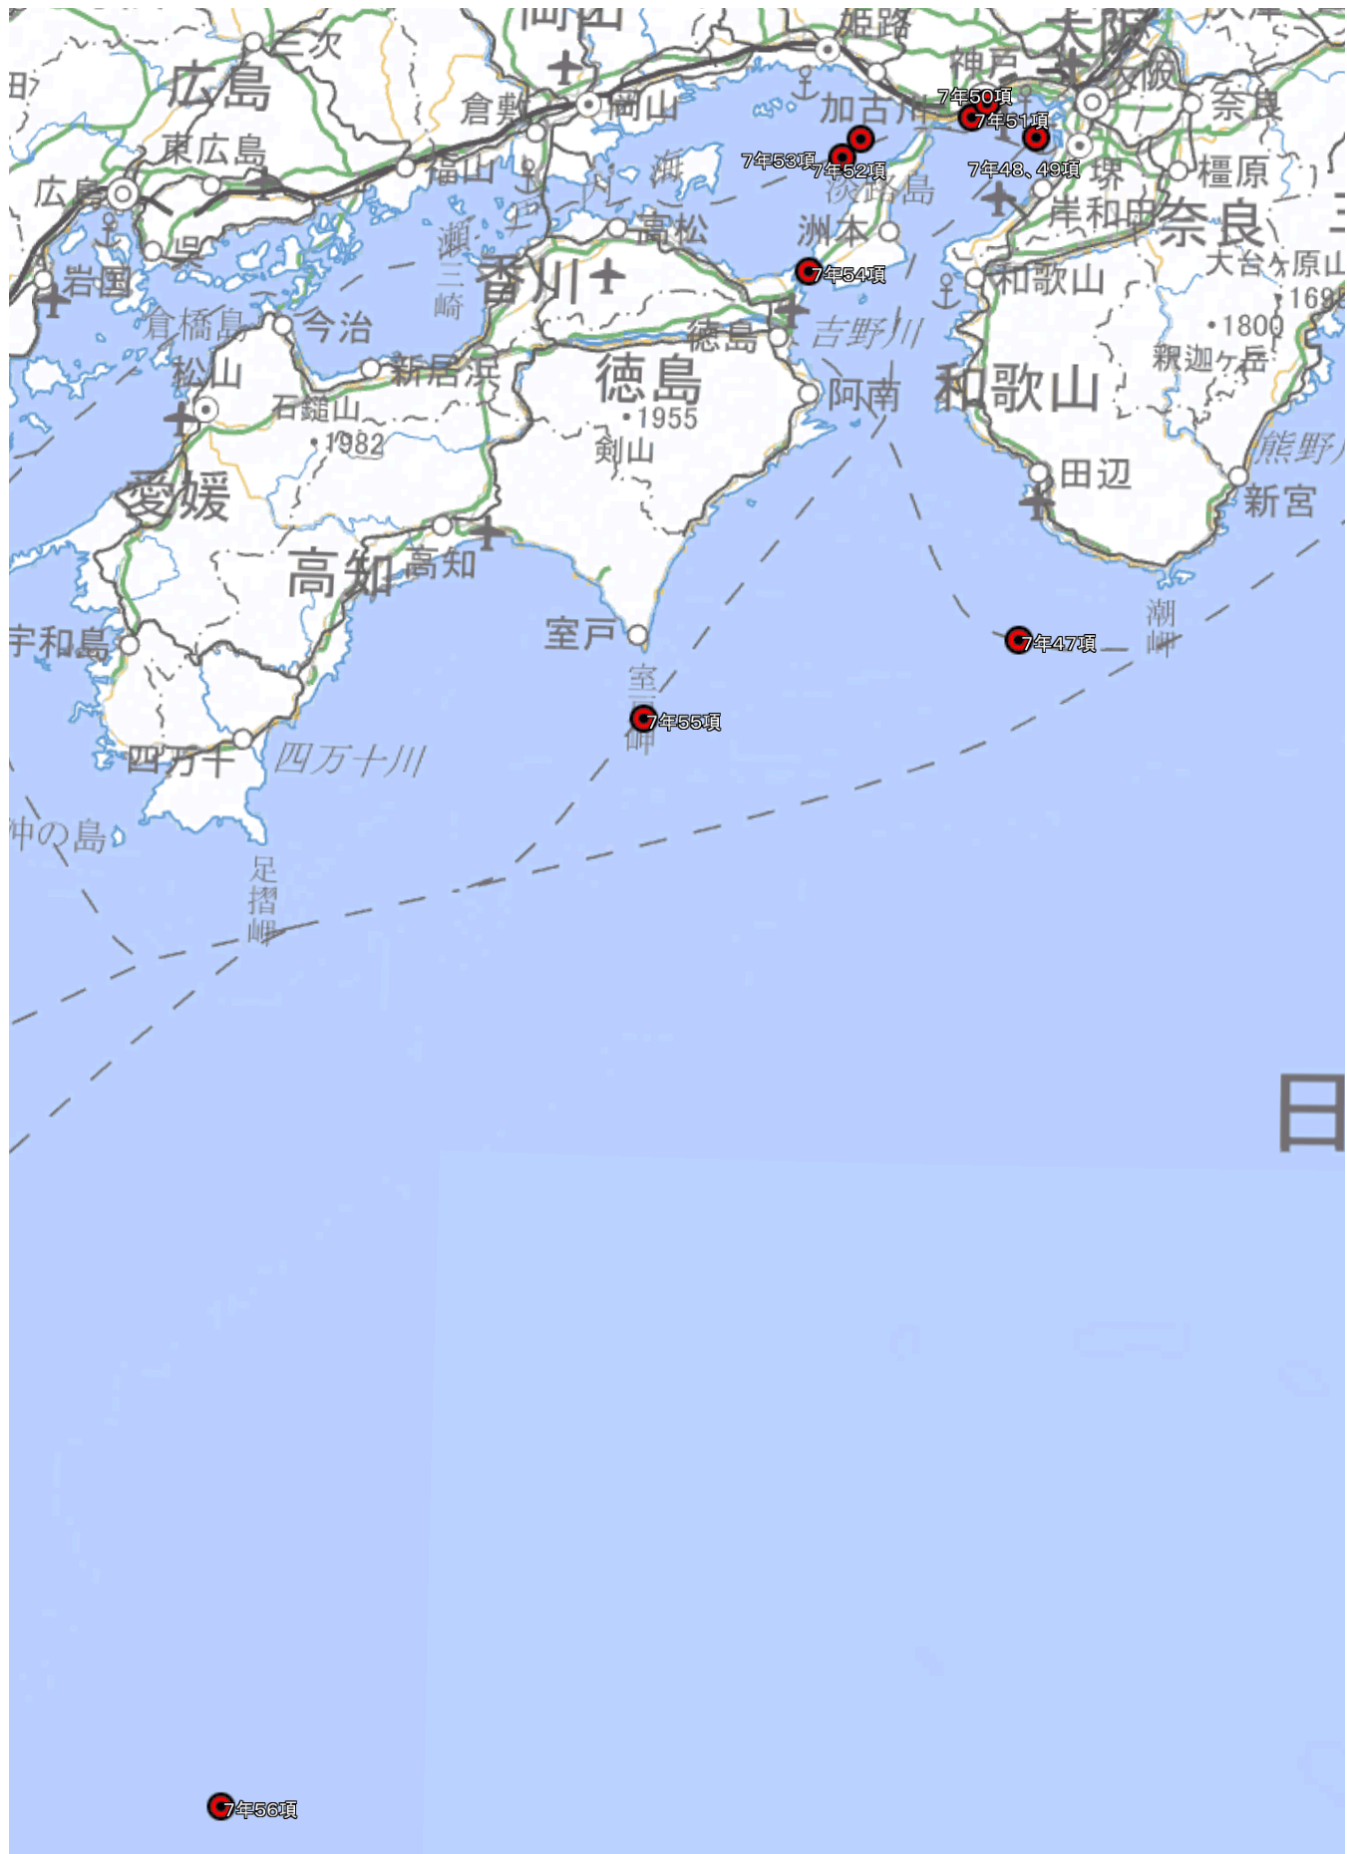 三次
姫路
大阪
広島
神戸
大阪
倉敷
岡山
加古川
7年50項
7年51項
奈良
東広島
福山
7年53項
7年52項
7年48、49項
堺
橿原
広島
淡路島
岸和田
奈良
呉
瀬戸内海
高松
洲本
大台ヶ原山
岩国
三崎
香川
7年54項
和歌山
倉橋島
今治
徳島
吉野川
1800
松山
新居浜
徳島
阿南
和歌山
釈迦ヶ岳
石鎚山
1955
1982
剣山
熊野川
愛媛
田辺
新宮
高知
高知
宇和島
室戸
潮岬
7年47項
室戸岬
7年55項
四万十
四万十川
沖の島
足摺岬
日
7年56項